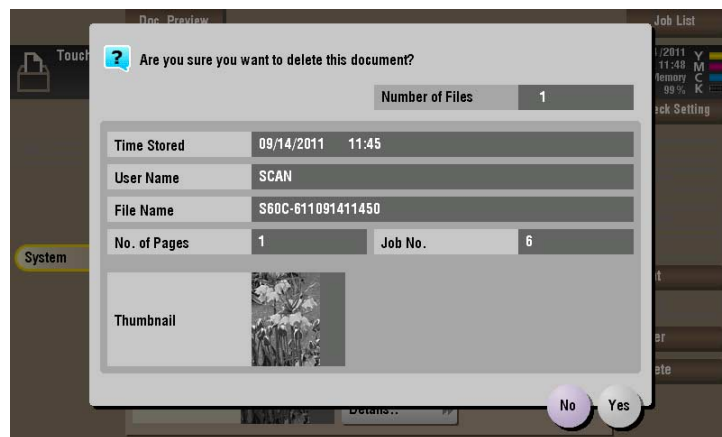 Doc. Preview
Job List
Touch
? Are you sure you want to delete this document?
/2011 Y
11:48 M
Memory C
99% K
Number of Files 1
eck Setting
Time Stored 09/14/2011 11:45
User Name SCAN
File Name S60C-611091411450
No. of Pages 1 Job No. 6
System
Thumbnail
Details..
No Yes